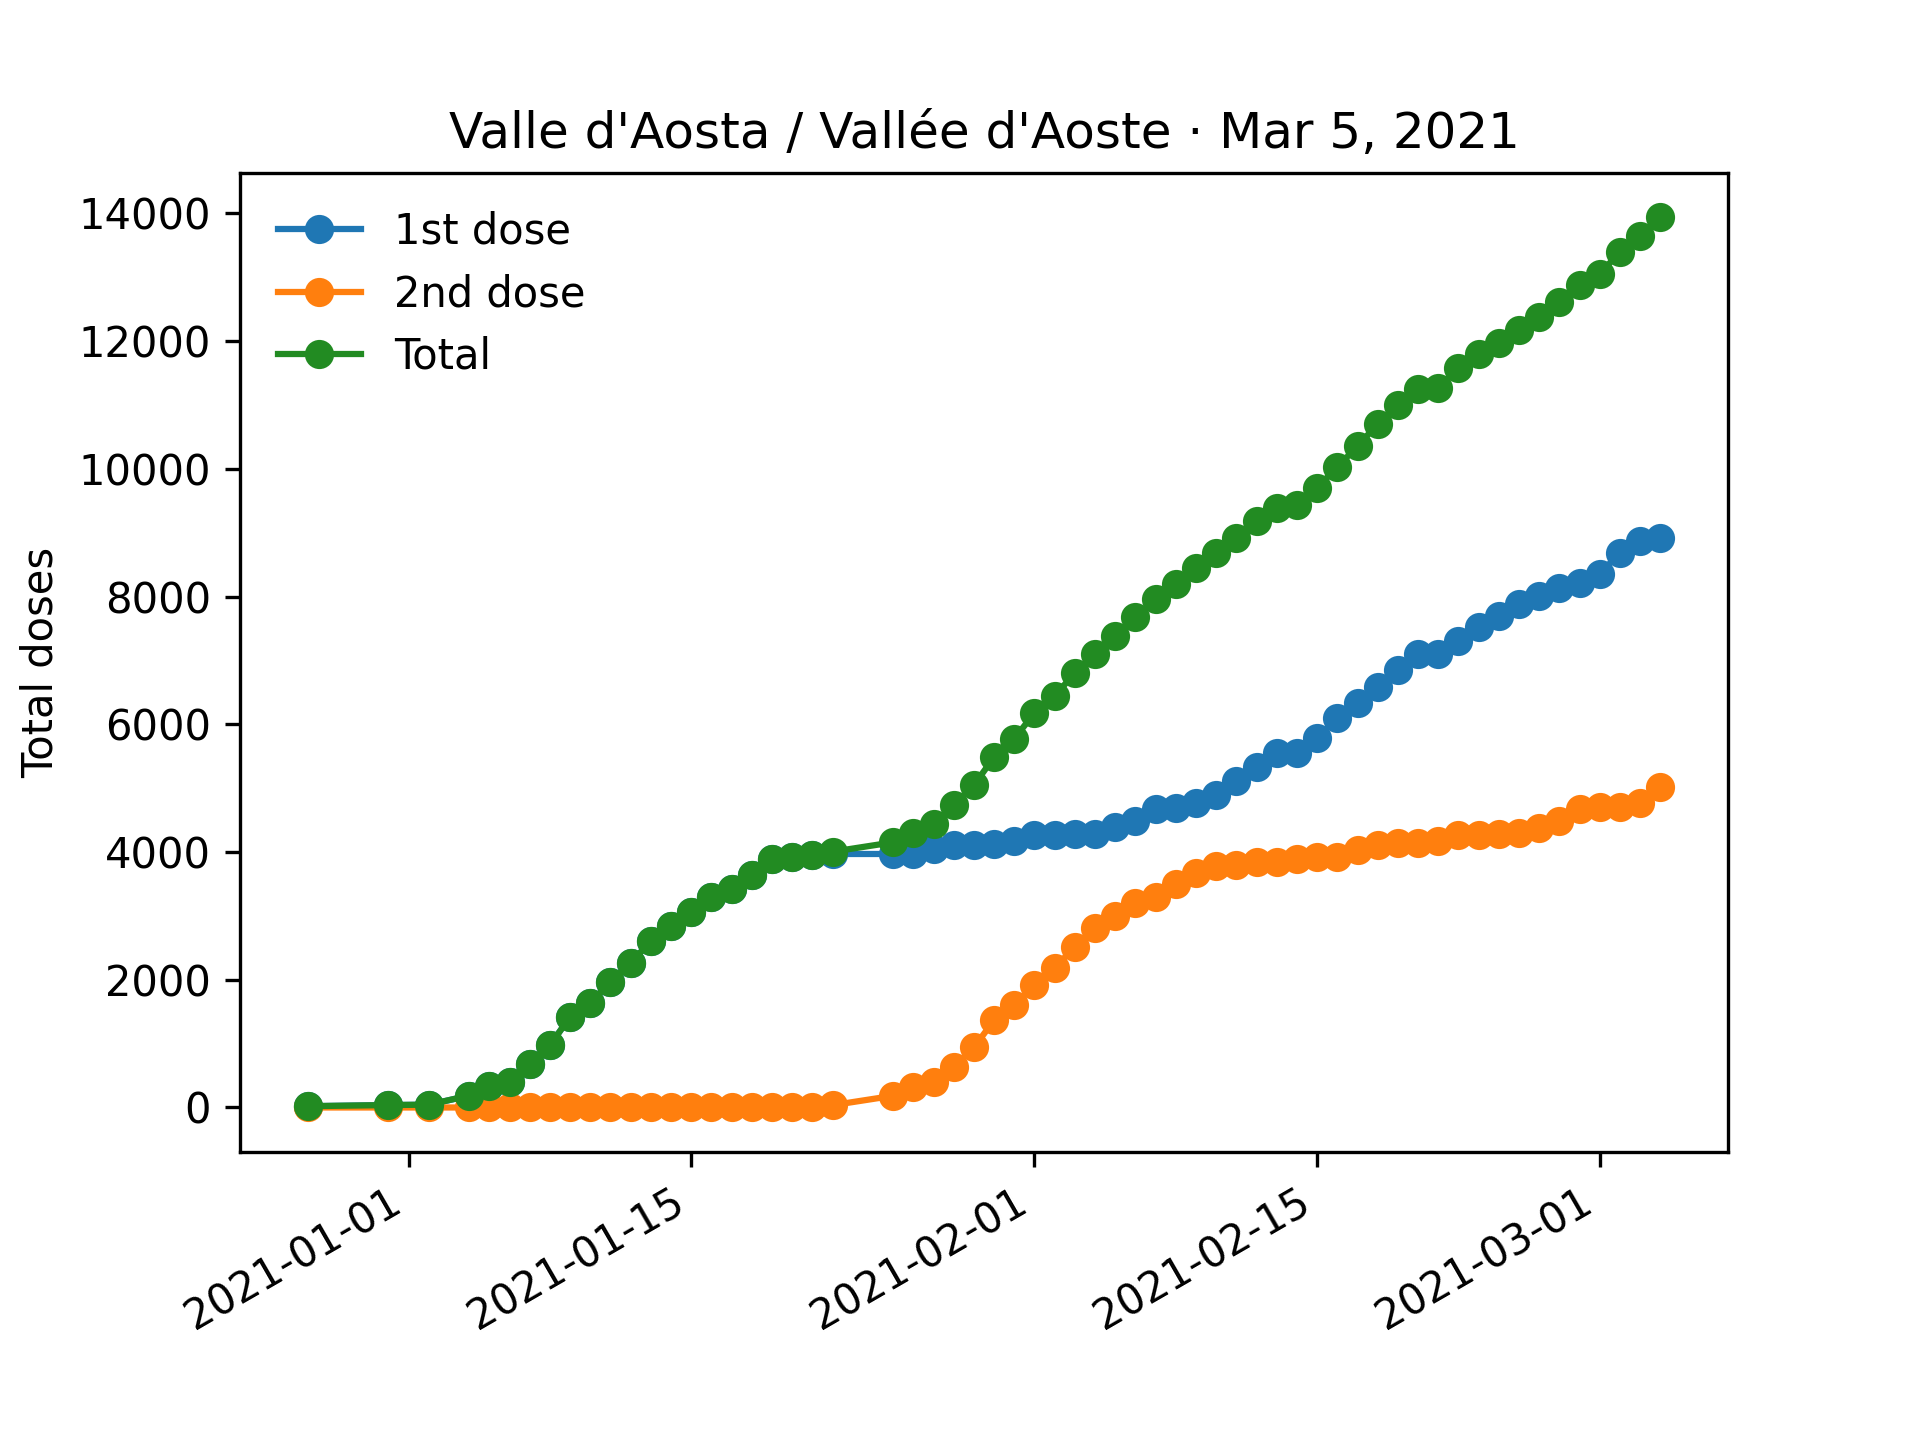 Valle d'Aosta / Vallée d'Aoste · Mar 5, 2021
1st dose
2nd dose
Total
Total doses
14000
12000
10000
8000
6000
4000
2000
0
2021-01-01
2021-01-15
2021-02-01
2021-02-15
2021-03-01